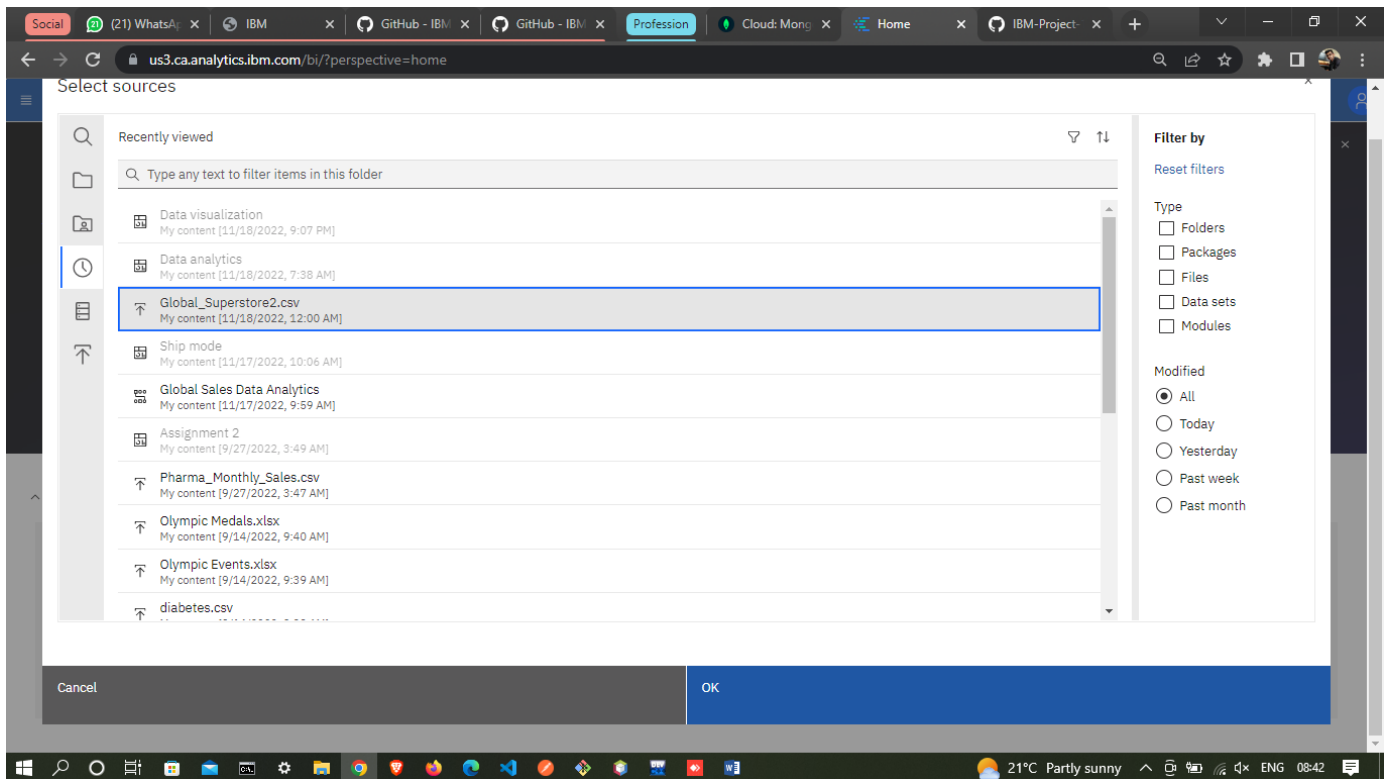 Social
(21) WhatsA
IBM
GitHub - IBM
GitHub - IBM
Profession
Cloud: Mong
Home
IBM-Project-
us3.ca.analytics.ibm.com/bi/?perspective=home
Select sources
Recently viewed
Type any text to filter items in this folder
Data visualization
My content [11/18/2022, 9:07 PM]
Data analytics
My content [11/18/2022, 7:38 AM]
Global_Superstore2.csv
My content [11/18/2022, 12:00 AM]
Ship mode
My content [11/17/2022, 10:06 AM]
Global Sales Data Analytics
My content [11/17/2022, 9:59 AM]
Assignment 2
My content [9/27/2022, 3:49 AM]
Pharma_Monthly_Sales.csv
My content [9/27/2022, 3:47 AM]
Olympic Medals.xlsx
My content [9/14/2022, 9:40 AM]
Olympic Events.xlsx
My content [9/14/2022, 9:39 AM]
diabetes.csv
Filter by
Reset filters
Type
Folders
Packages
Files
Data sets
Modules
Modified
All
Today
Yesterday
Past week
Past month
Cancel
OK
21°C Partly sunny
ENG
08:42